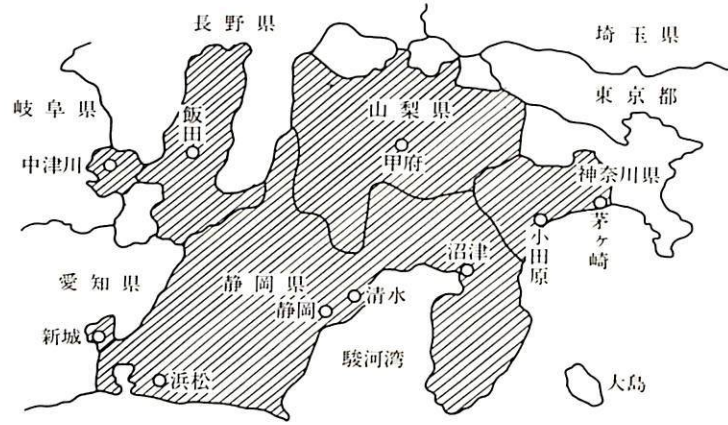 長野県
埼玉県
岐阜県
飯田
山梨県
東京都
中津川
甲府
神奈川県
茅ヶ崎
小田原
沼津
愛知県
静岡県
清水
静岡
新城
駿河湾
浜松
大島